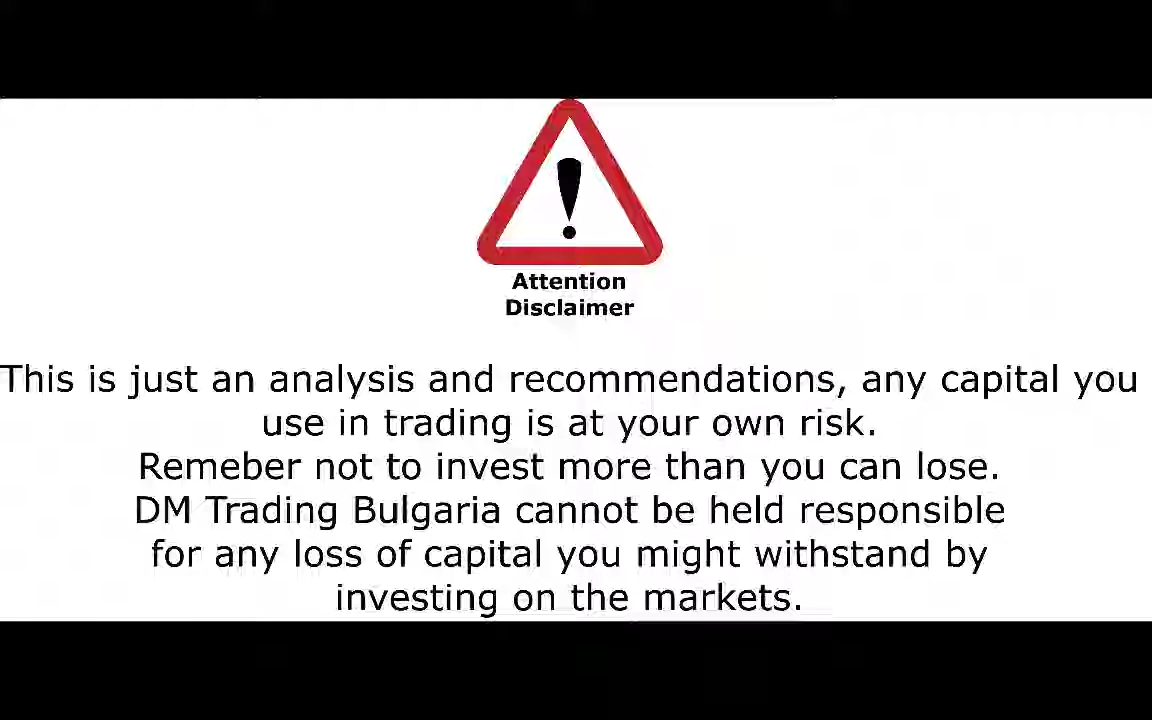 Attention
Disclaimer
This is just an analysis and recommendations, any capital you
use in trading is at your own risk.
Remeber not to invest more than you can lose.
DM Trading Bulgaria cannot be held responsible
for any loss of capital you might withstand by
investing on the markets.